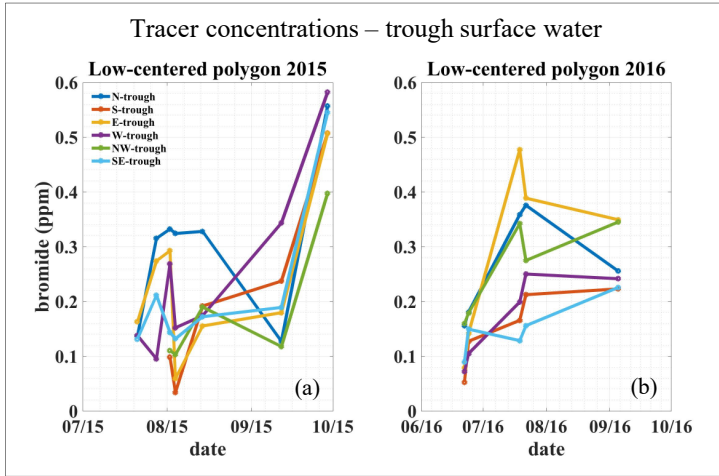 Tracer concentrations – trough surface water
Low-centered polygon 2015
0.6
0.5
0.4
0.3
0.2
0.1
0
bromide (ppm)
N-trough
S-trough
E-trough
W-trough
NW-trough
SE-trough
(a)
07/15 08/15 09/15 10/15
date
Low-centered polygon 2016
0.6
0.5
0.4
0.3
0.2
0.1
0
(b)
06/16 07/16 08/16 09/16 10/16
date